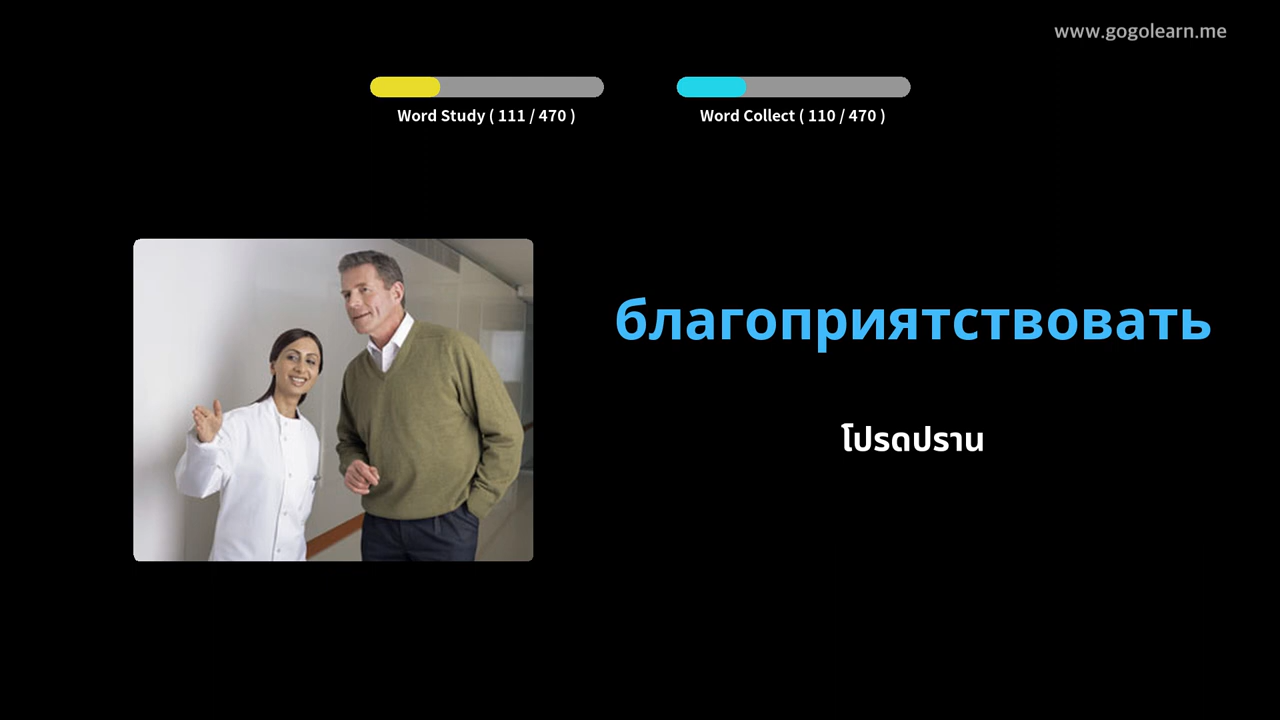 www.gogolearn.me
Word Study ( 111 / 470 )
Word Collect ( 110 / 470 )
благоприятствовать
โปรดปราน